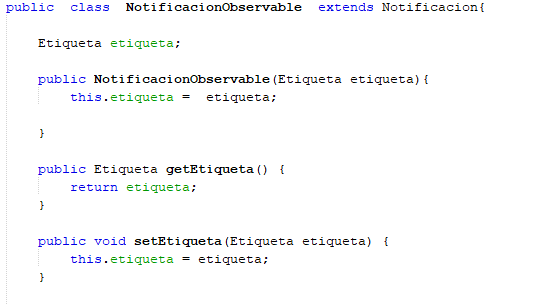 public class NotificacionObservable extends Notificacion{
Etiqueta etiqueta;
public NotificacionObservable(Etiqueta etiqueta){
this.etiqueta = etiqueta;
}
public Etiqueta getEtiqueta() {
return etiqueta;
}
public void setEtiqueta(Etiqueta etiqueta) {
this.etiqueta = etiqueta;
}